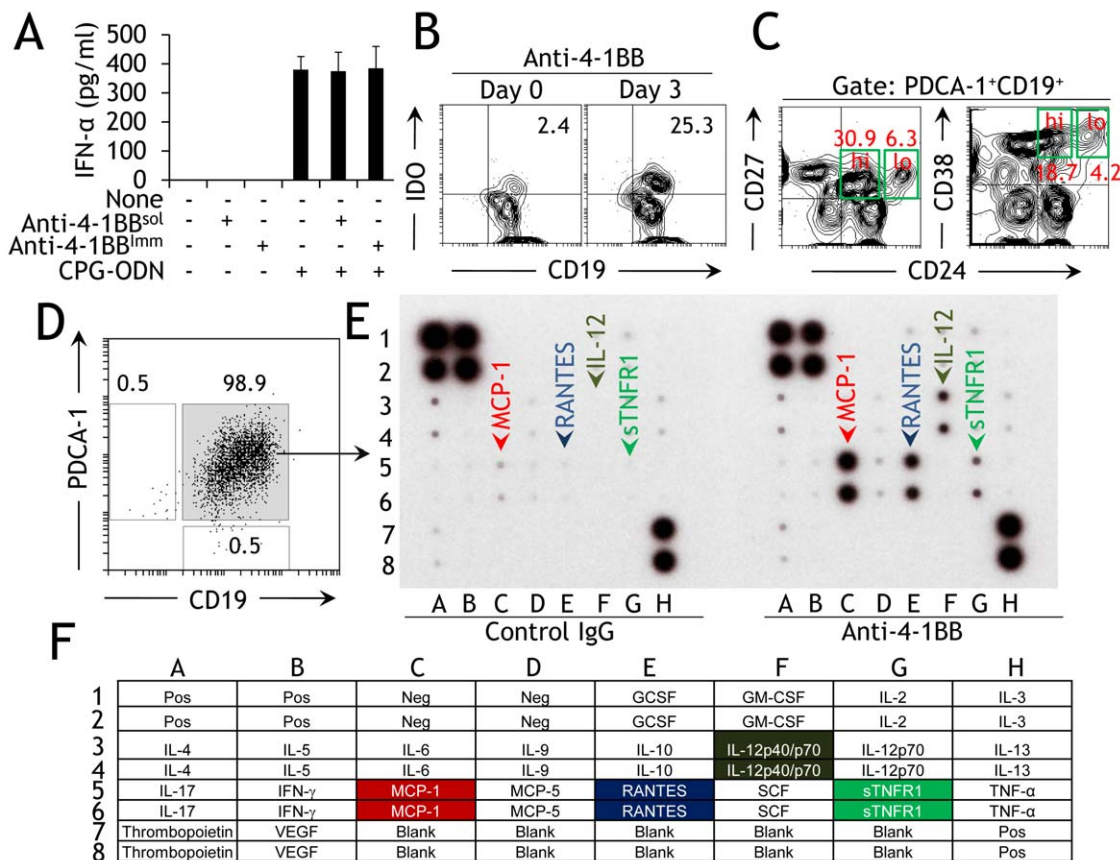 A
IFN-α (pg/ml)
500
400
300
200
100
0
None - - - - - -
Anti-4-1BBsol - + - - + -
Anti-4-1BBImm - - + - - +
CPG-ODN - - - + + +
B
Anti-4-1BB
Day 0 Day 3
2.4 25.3
IDO
CD19
C
Gate: PDCA-1+CD19+
CD27
30.9 6.3
hi lo
CD38
hi lo
18.7 4.2
CD24
D
PDCA-1
0.5 98.9
0.5
CD19
E
1
2
3
4
5
6
7
8
MCP-1
RANTES
IL-12
sTNFR1
MCP-1
RANTES
IL-12
sTNFR1
A B C D E F G H
Control IgG
A B C D E F G H
Anti-4-1BB
F
A B C D E F G H
1 Pos Pos Neg Neg GCSF GM-CSF IL-2 IL-3
2 Pos Pos Neg Neg GCSF GM-CSF IL-2 IL-3
3 IL-4 IL-5 IL-6 IL-9 IL-10 IL-12p40/p70 IL-12p70 IL-13
4 IL-4 IL-5 IL-6 IL-9 IL-10 IL-12p40/p70 IL-12p70 IL-13
5 IL-17 IFN-γ MCP-1 MCP-5 RANTES SCF sTNFR1 TNF-α
6 IL-17 IFN-γ MCP-1 MCP-5 RANTES SCF sTNFR1 TNF-α
7 Thrombopoietin VEGF Blank Blank Blank Blank Blank Pos
8 Thrombopoietin VEGF Blank Blank Blank Blank Blank Pos